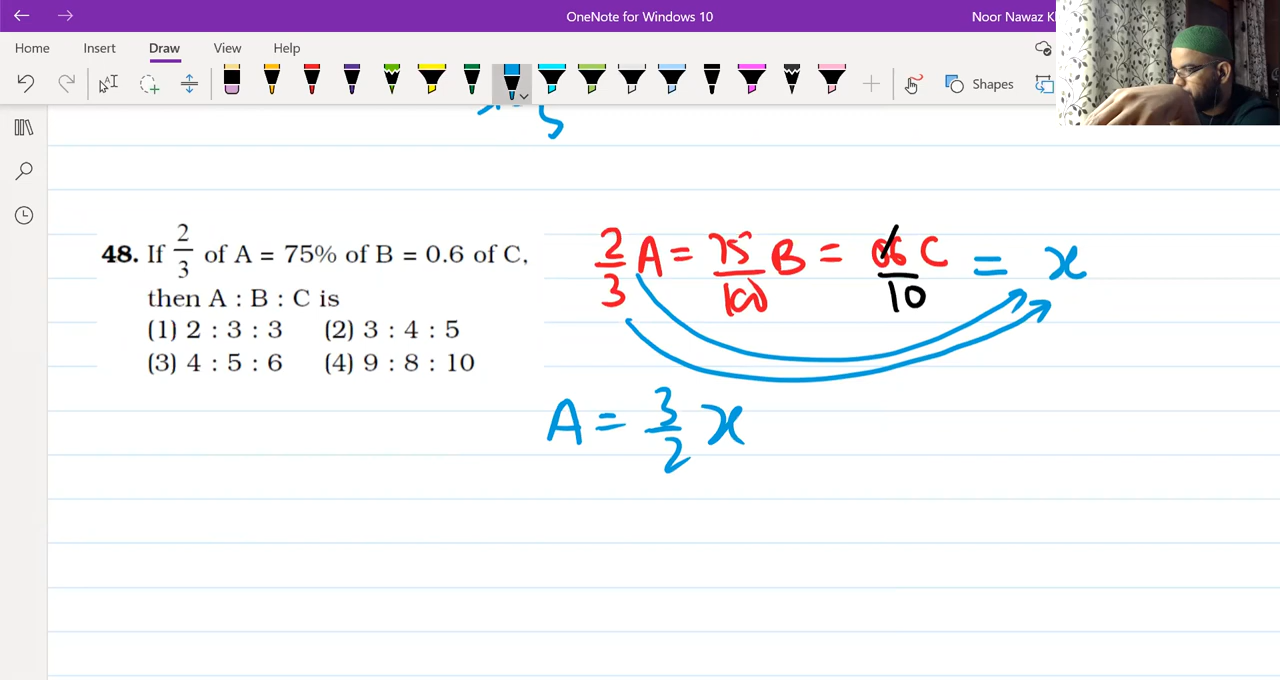 OneNote for Windows 10
Noor Nawaz
Home Insert Draw View Help
Shapes
48. If 2/3 of A = 75% of B = 0.6 of C,
then A : B : C is
(1) 2 : 3 : 3 (2) 3 : 4 : 5
(3) 4 : 5 : 6 (4) 9 : 8 : 10
2/3 A = 75/100 B = 06/10 C = x
A = 3/2 x